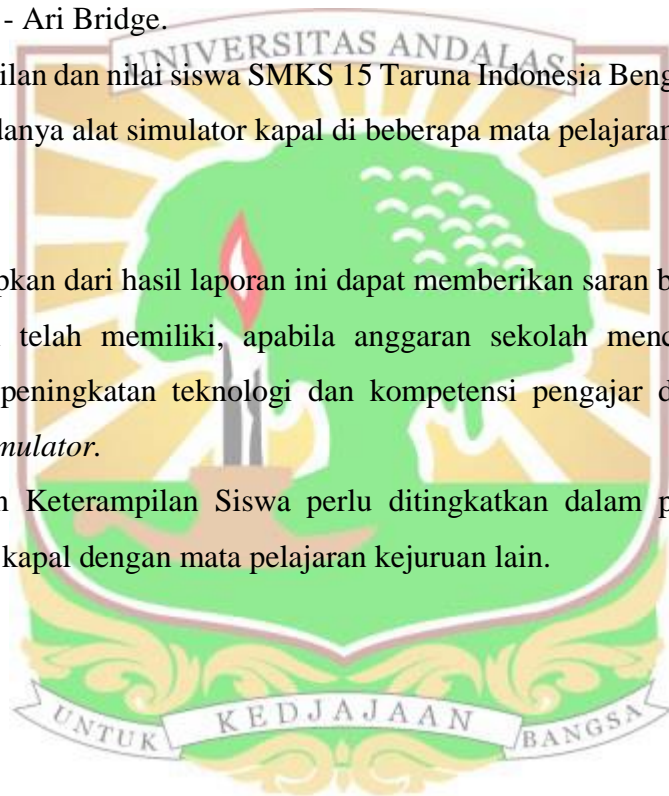 - Ari Bridge.
UNIVERSITAS ANDALAS
ilan dan nilai siswa SMKS 15 Taruna Indonesia Beng
danya alat simulator kapal di beberapa mata pelajaran
pkan dari hasil laporan ini dapat memberikan saran b
telah memiliki, apabila anggaran sekolah menc
peningkatan teknologi dan kompetensi pengajar d
mulator.
n Keterampilan Siswa perlu ditingkatkan dalam p
kapal dengan mata pelajaran kejuruan lain.
UNTUK KEDJAJAAN BANGSA